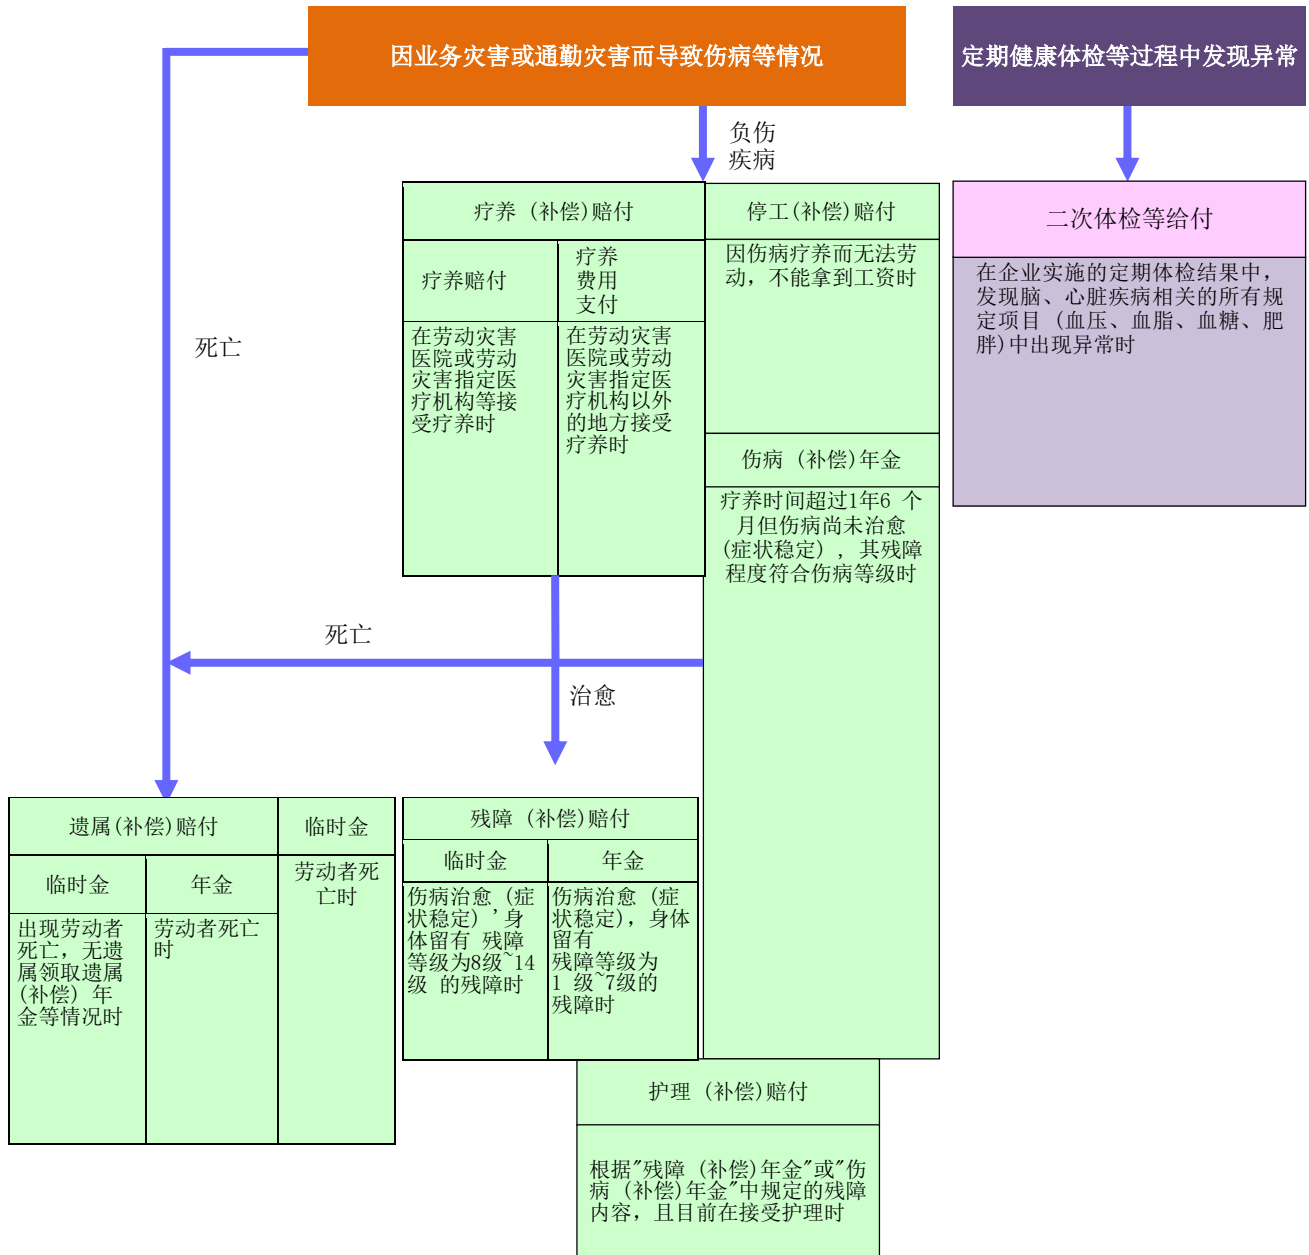 因业务灾害或通勤灾害而导致伤病等情况
定期健康体检等过程中发现异常
负伤
疾病
疗养 (补偿)赔付
疗养赔付
疗养
费用
支付
在劳动灾害
医院或劳动
灾害指定医
疗机构等接
受疗养时
在劳动灾害
医院或劳动
灾害指定医
疗机构以外
的地方接受
疗养时
停工(补偿)赔付
因伤病疗养而无法劳
动, 不能拿到工资时
伤病 (补偿)年金
疗养时间超过1年6 个
月但伤病尚未治愈
(症状稳定) , 其残障
程度符合伤病等级时
二次体检等给付
在企业实施的定期体检结果中,
发现脑、心脏疾病相关的所有规
定项目 (血压、血脂、血糖、肥
胖)中出现异常时
死亡
死亡
治愈
遗属(补偿)赔付
临时金
临时金
年金
劳动者死
亡时
出现劳动者
死亡, 无遗
属领取遗属
(补偿) 年
金等情况时
劳动者死亡
时
残障 (补偿)赔付
临时金
年金
伤病治愈 (症
状稳定) ’身
体留有 残障
等级为8级~14
级 的残障时
伤病治愈 (症
状稳定), 身体
留有
残障等级为
1 级~7级的
残障时
护理 (补偿)赔付
根据"残障 (补偿)年金"或"伤
病 (补偿)年金"中规定的残障
内容, 且目前在接受护理时